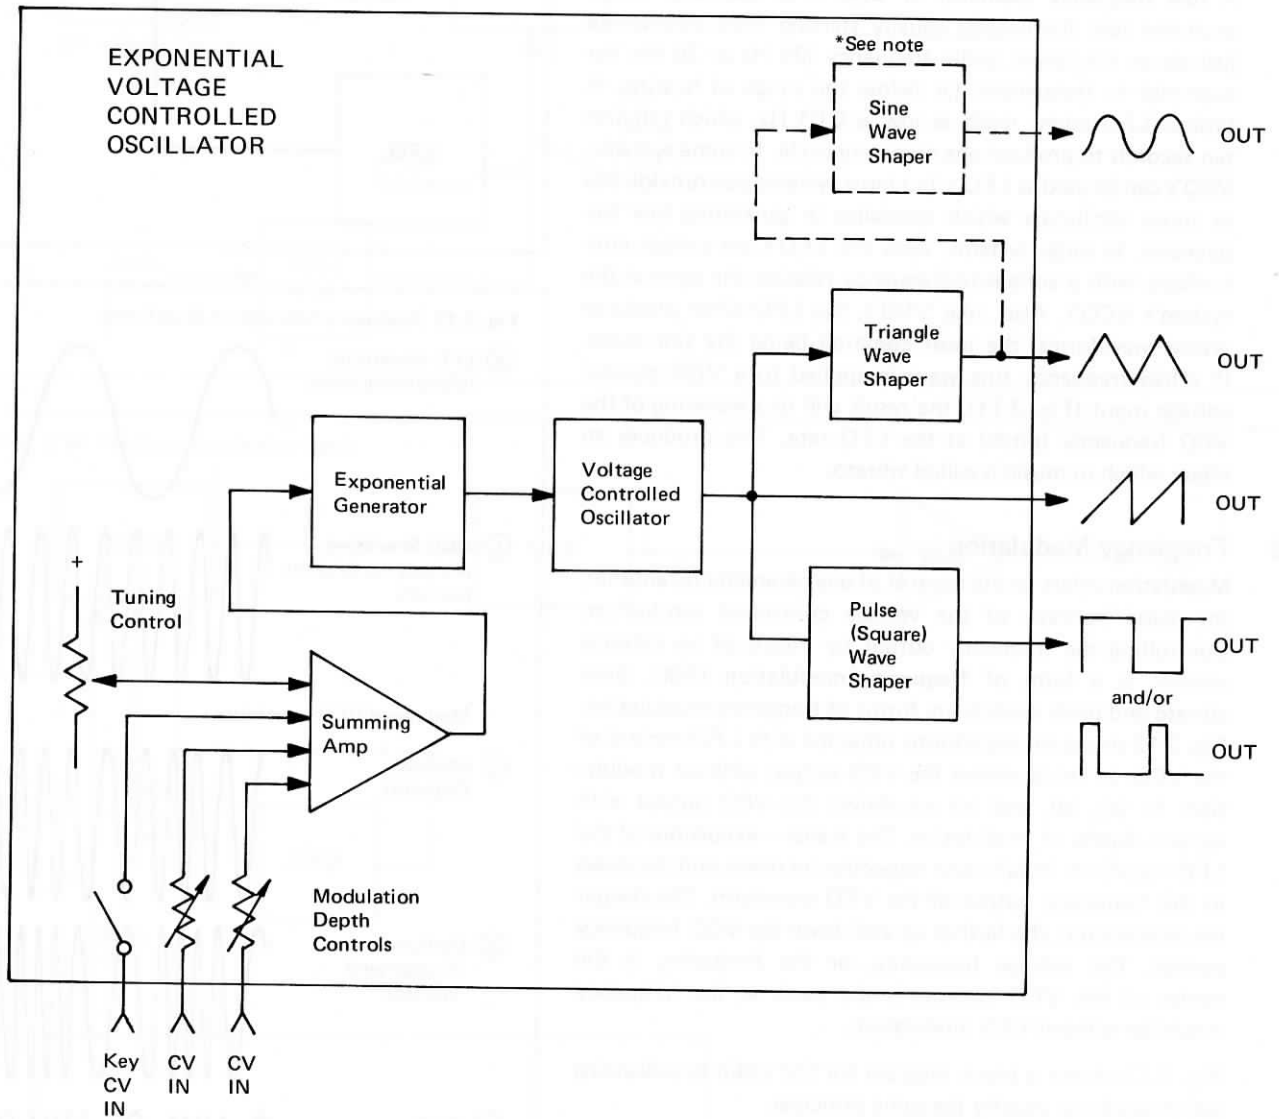 EXPONENTIAL
VOLTAGE
CONTROLLED
OSCILLATOR
*See note
Sine
Wave
Shaper
OUT
Triangle
Wave
Shaper
OUT
Exponential
Generator
Voltage
Controlled
Oscillator
OUT
+
Tuning
Control
Pulse
(Square)
Wave
Shaper
OUT
and/or
OUT
Summing
Amp
Modulation
Depth
Controls
Key
CV
IN
CV
IN
CV
IN